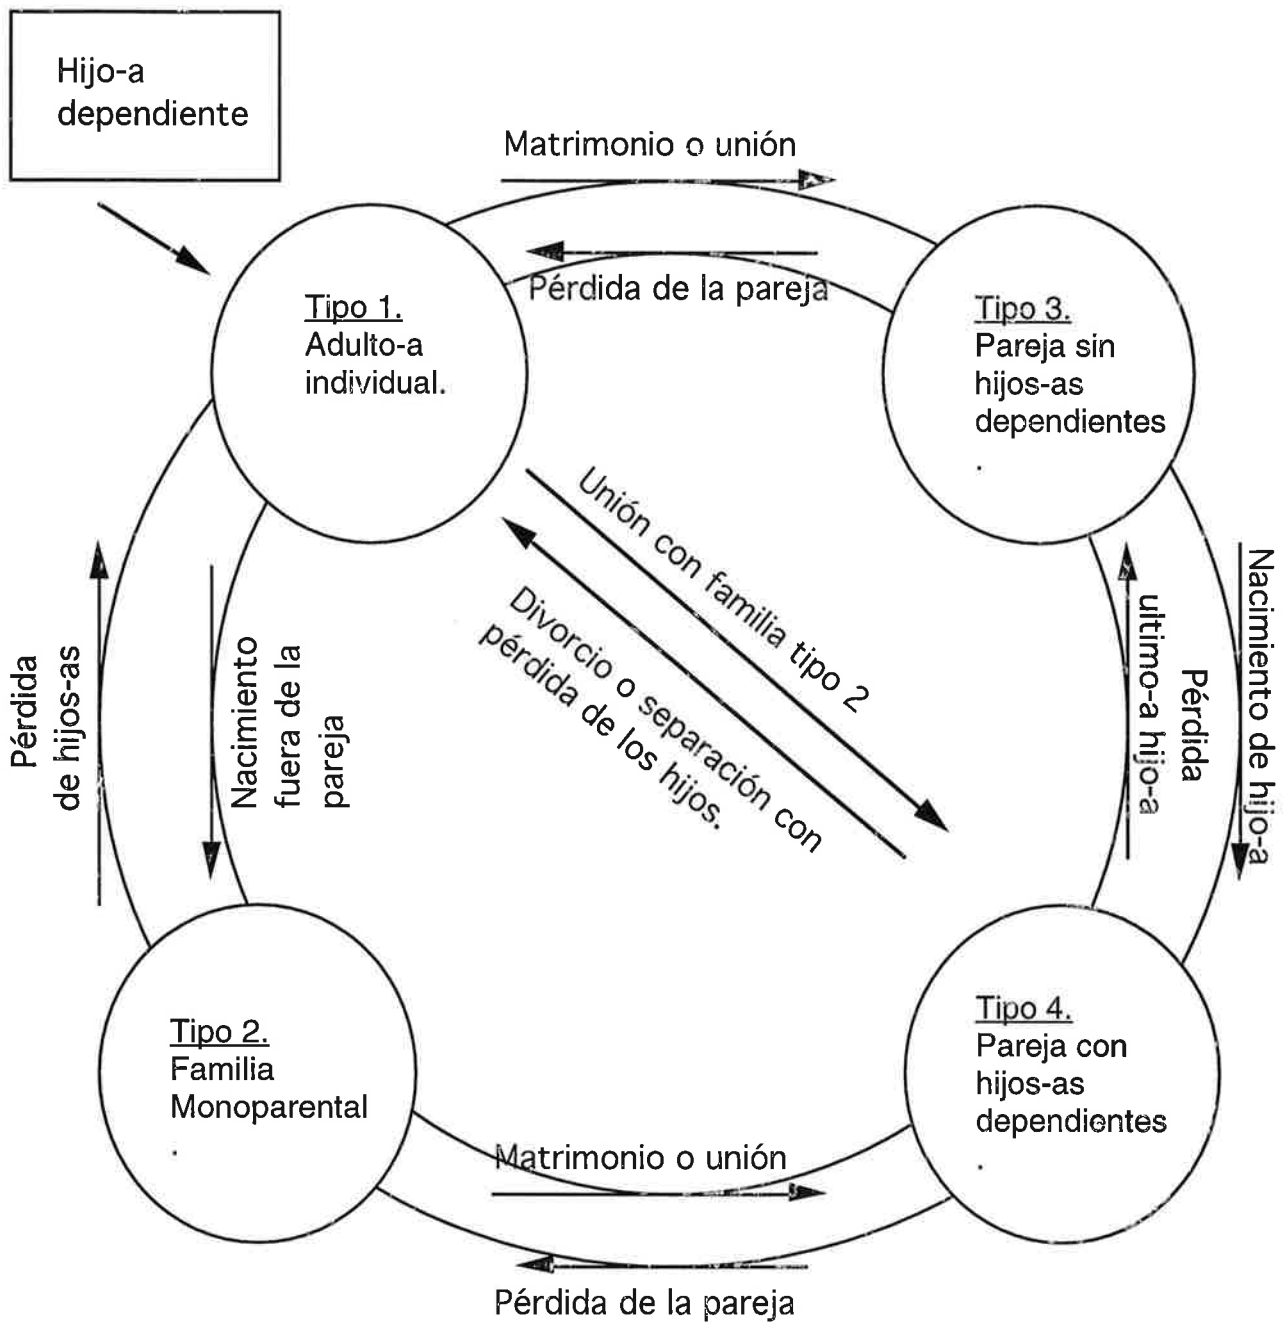 Hijo-a
dependiente
Matrimonio o unión
Pérdida de la pareja
Tipo 1.
Adulto-a
individual.
Tipo 3.
Pareja sin
hijos-as
dependientes
.
Unión con familia tipo 2
Divorcio o separación con
pérdida de los hijos.
Pérdida
de hijos-as
Nacimiento
fuera de la
pareja
Nacimiento de hijo-a
Pérdida
ultimo-a hijo-a
Tipo 2.
Familia
Monoparental
.
Tipo 4.
Pareja con
hijos-as
dependientes
.
Matrimonio o unión
Pérdida de la pareja